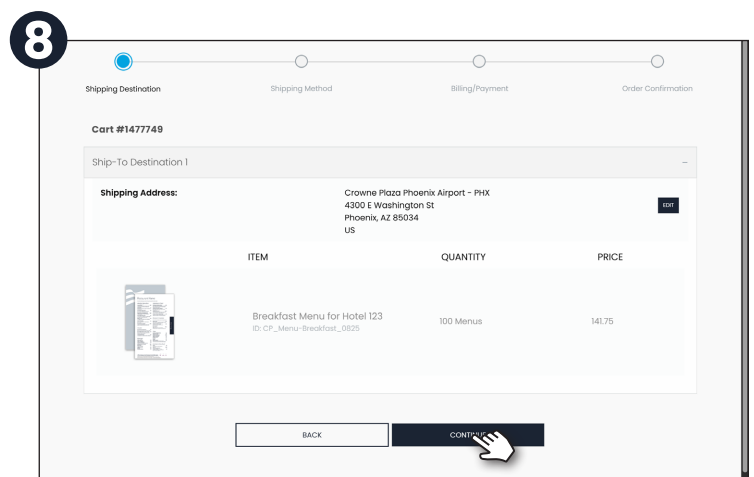 8
Shipping Destination
Shipping Method
Billing/Payment
Order Confirmation
Cart #1477749
Ship-To Destination 1
Shipping Address:
Crowne Plaza Phoenix Airport - PHX
4300 E Washington St
Phoenix, AZ 85034
US
EDIT
ITEM QUANTITY PRICE
Breakfast Menu for Hotel 123
ID: CP_Menu-Breakfast_0825
100 Menus
141.75
BACK
CONTINUE